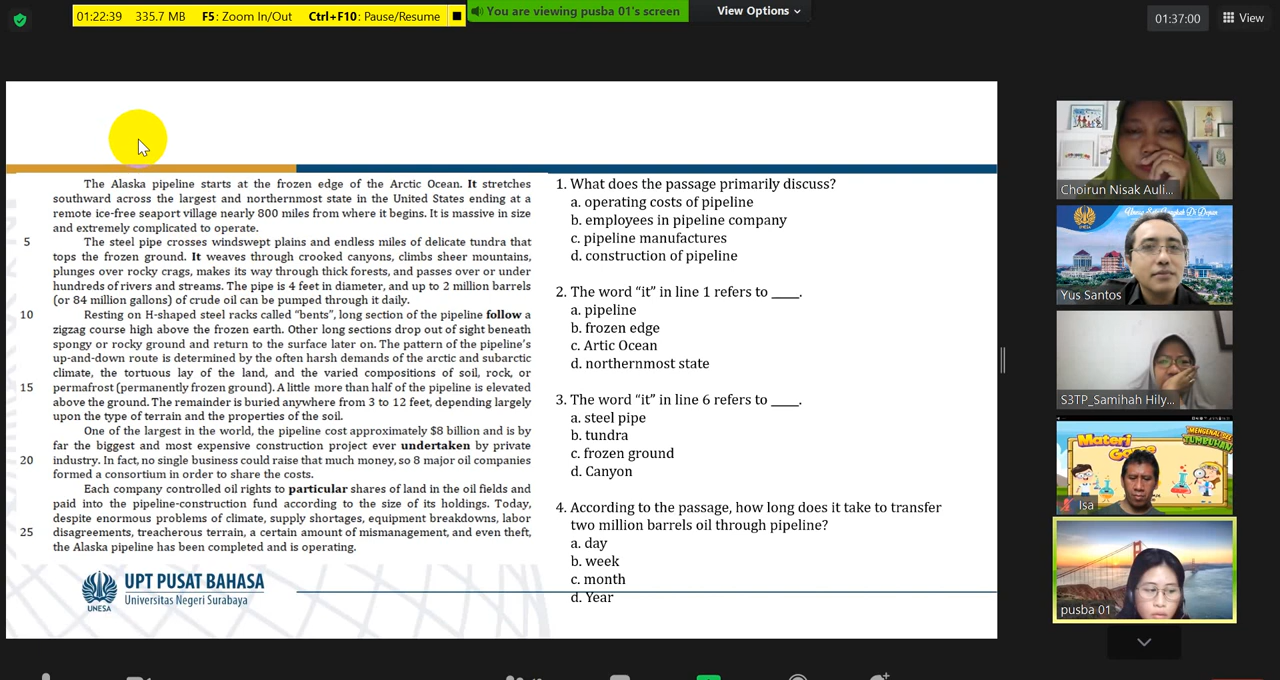 01:22:39 335.7 MB F5: Zoom In/Out Ctrl+F10: Pause/Resume
You are viewing pusba 01's screen
View Options
01:37:00
View
The Alaska pipeline starts at the frozen edge of the Arctic Ocean. It stretches
southward across the largest and northernmost state in the United States ending at a
remote ice-free seaport village nearly 800 miles from where it begins. It is massive in size
and extremely complicated to operate.
5 The steel pipe crosses windswept plains and endless miles of delicate tundra that
tops the frozen ground. It weaves through crooked canyons, climbs sheer mountains,
plunges over rocky crags, makes its way through thick forests, and passes over or under
hundreds of rivers and streams. The pipe is 4 feet in diameter, and up to 2 million barrels
(or 84 million gallons) of crude oil can be pumped through it daily.
10 Resting on H-shaped steel racks called “bents”, long section of the pipeline follow a
zigzag course high above the frozen earth. Other long sections drop out of sight beneath
spongy or rocky ground and return to the surface later on. The pattern of the pipeline’s
up-and-down route is determined by the often harsh demands of the arctic and subarctic
climate, the tortuous lay of the land, and the varied compositions of soil, rock, or
15 permafrost (permanently frozen ground). A little more than half of the pipeline is elevated
above the ground. The remainder is buried anywhere from 3 to 12 feet, depending largely
upon the type of terrain and the properties of the soil.
One of the largest in the world, the pipeline cost approximately $8 billion and is by
far the biggest and most expensive construction project ever undertaken by private
20 industry. In fact, no single business could raise that much money, so 8 major oil companies
formed a consortium in order to share the costs.
Each company controlled oil rights to particular shares of land in the oil fields and
paid into the pipeline-construction fund according to the size of its holdings. Today,
despite enormous problems of climate, supply shortages, equipment breakdowns, labor
25 disagreements, treacherous terrain, a certain amount of mismanagement, and even theft,
the Alaska pipeline has been completed and is operating.
UNESA
UPT PUSAT BAHASA
Universitas Negeri Surabaya
1. What does the passage primarily discuss?
a. operating costs of pipeline
b. employees in pipeline company
c. pipeline manufactures
d. construction of pipeline
2. The word “it” in line 1 refers to ____.
a. pipeline
b. frozen edge
c. Artic Ocean
d. northernmost state
3. The word “it” in line 6 refers to ____.
a. steel pipe
b. tundra
c. frozen ground
d. Canyon
4. According to the passage, how long does it take to transfer
two million barrels oil through pipeline?
a. day
b. week
c. month
d. Year
Choirun Nisak Auli...
UNESA
Yus Santos
S3TP_Samihah Hily...
Materi
Game
Isa
pusba 01